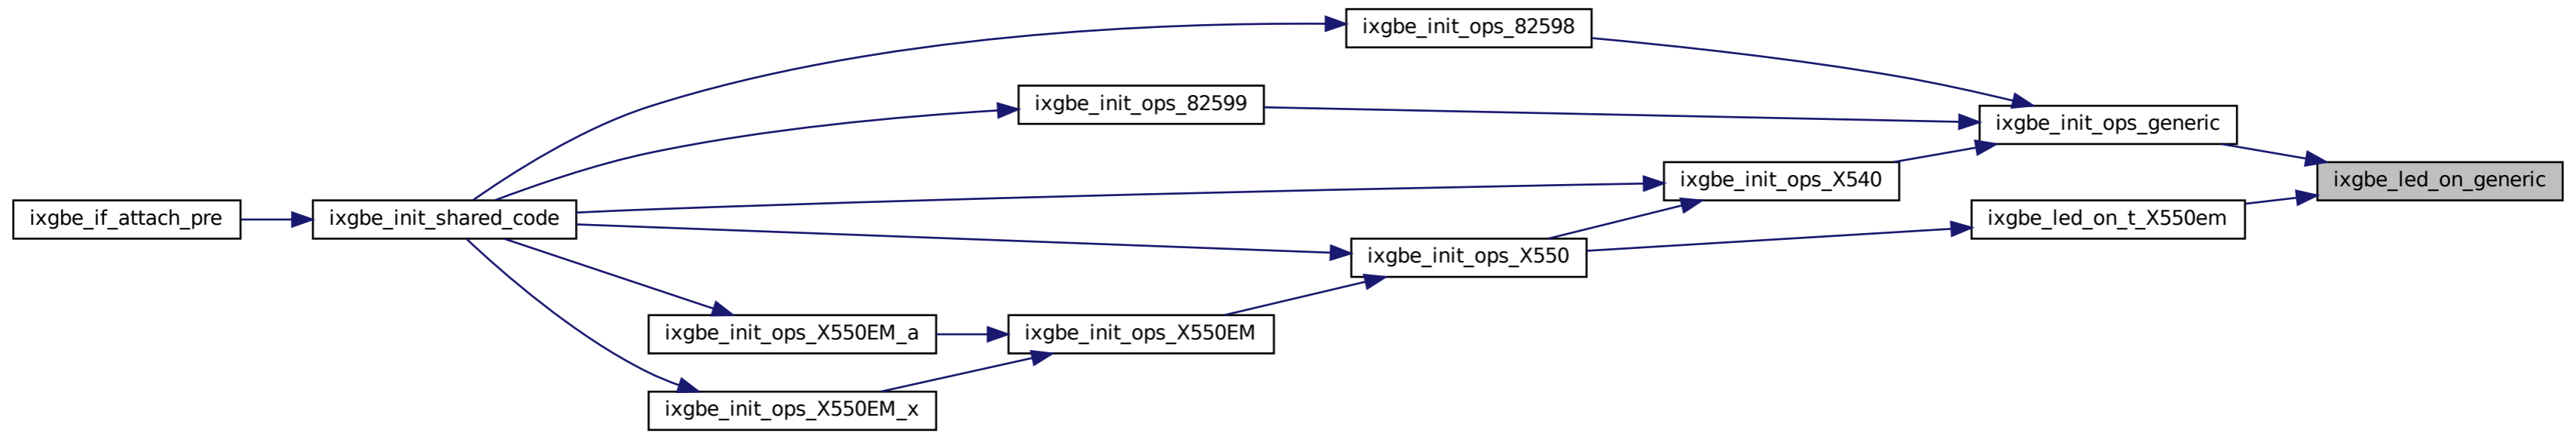 ixgbe_init_ops_82598
ixgbe_init_ops_82599
ixgbe_init_ops_generic
ixgbe_init_ops_X540
ixgbe_led_on_generic
ixgbe_if_attach_pre
ixgbe_init_shared_code
ixgbe_led_on_t_X550em
ixgbe_init_ops_X550
ixgbe_init_ops_X550EM_a
ixgbe_init_ops_X550EM
ixgbe_init_ops_X550EM_x